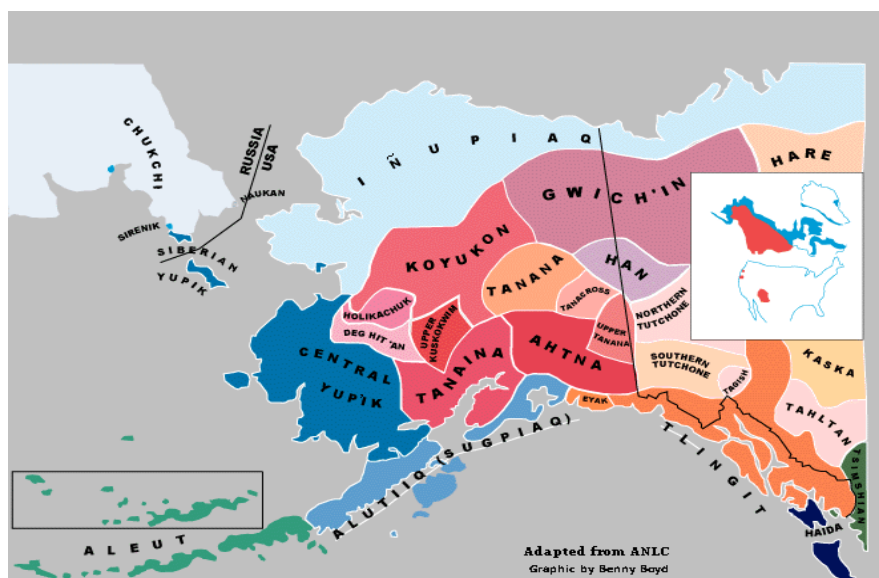 CHUKCHI
RUSSIA
USA
NAUKAN
SIRENIK
SIBERIAN
YUPIK
IÑUPIAQ
GWICH'IN
HARE
KOYUKON
HAN
TANANA
TANACROSS
NORTHERN
TUTCHONE
HOLIKACHUK
DEG HIT'AN
UPPER
KUSKOKWIM
UPPER
TANANA
CENTRAL
YUP'IK
TANAINA
AHTNA
SOUTHERN
TUTCHONE
TAGISH
KASKA
EYAK
TAHLTAN
TLINGIT
TSIMSHIAN
ALUTIIQ (SUGPIAQ)
HAIDA
ALEUT
Adapted from ANLC
Graphic by Benny Boyd